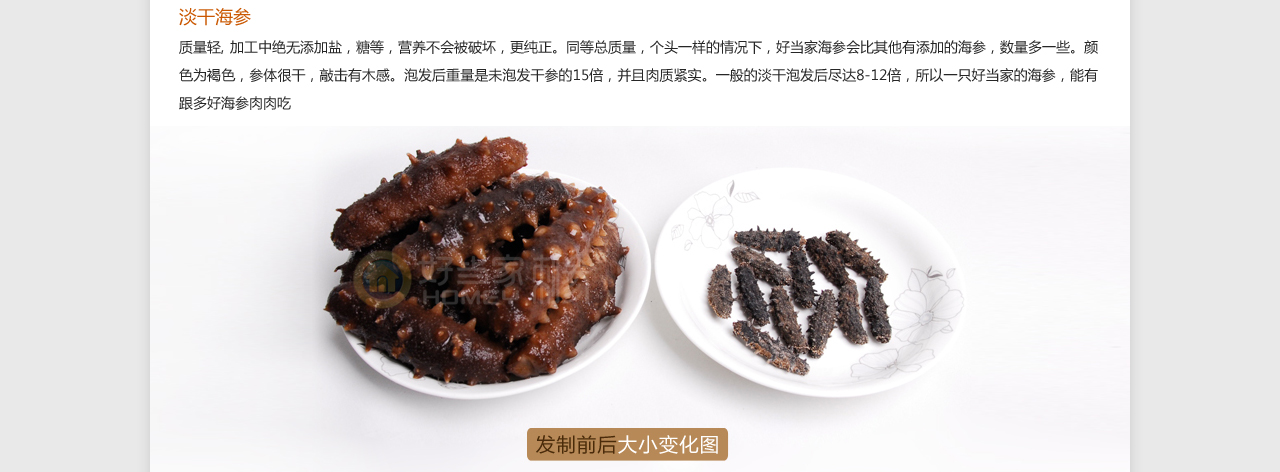 淡干海参
质量轻, 加工中绝无添加盐，糖等，营养不会被破坏，更纯正。同等总质量，个头一样的情况下，好当家海参会比其他有添加的海参，数量多一些。颜
色为褐色，参体很干，敲击有木感。泡发后重量是未泡发干参的15倍，并且肉质紧实。一般的淡干泡发后尽达8-12倍，所以一只好当家的海参，能有
跟多好海参肉肉吃
好当家
HOMEY
发制前后大小变化图